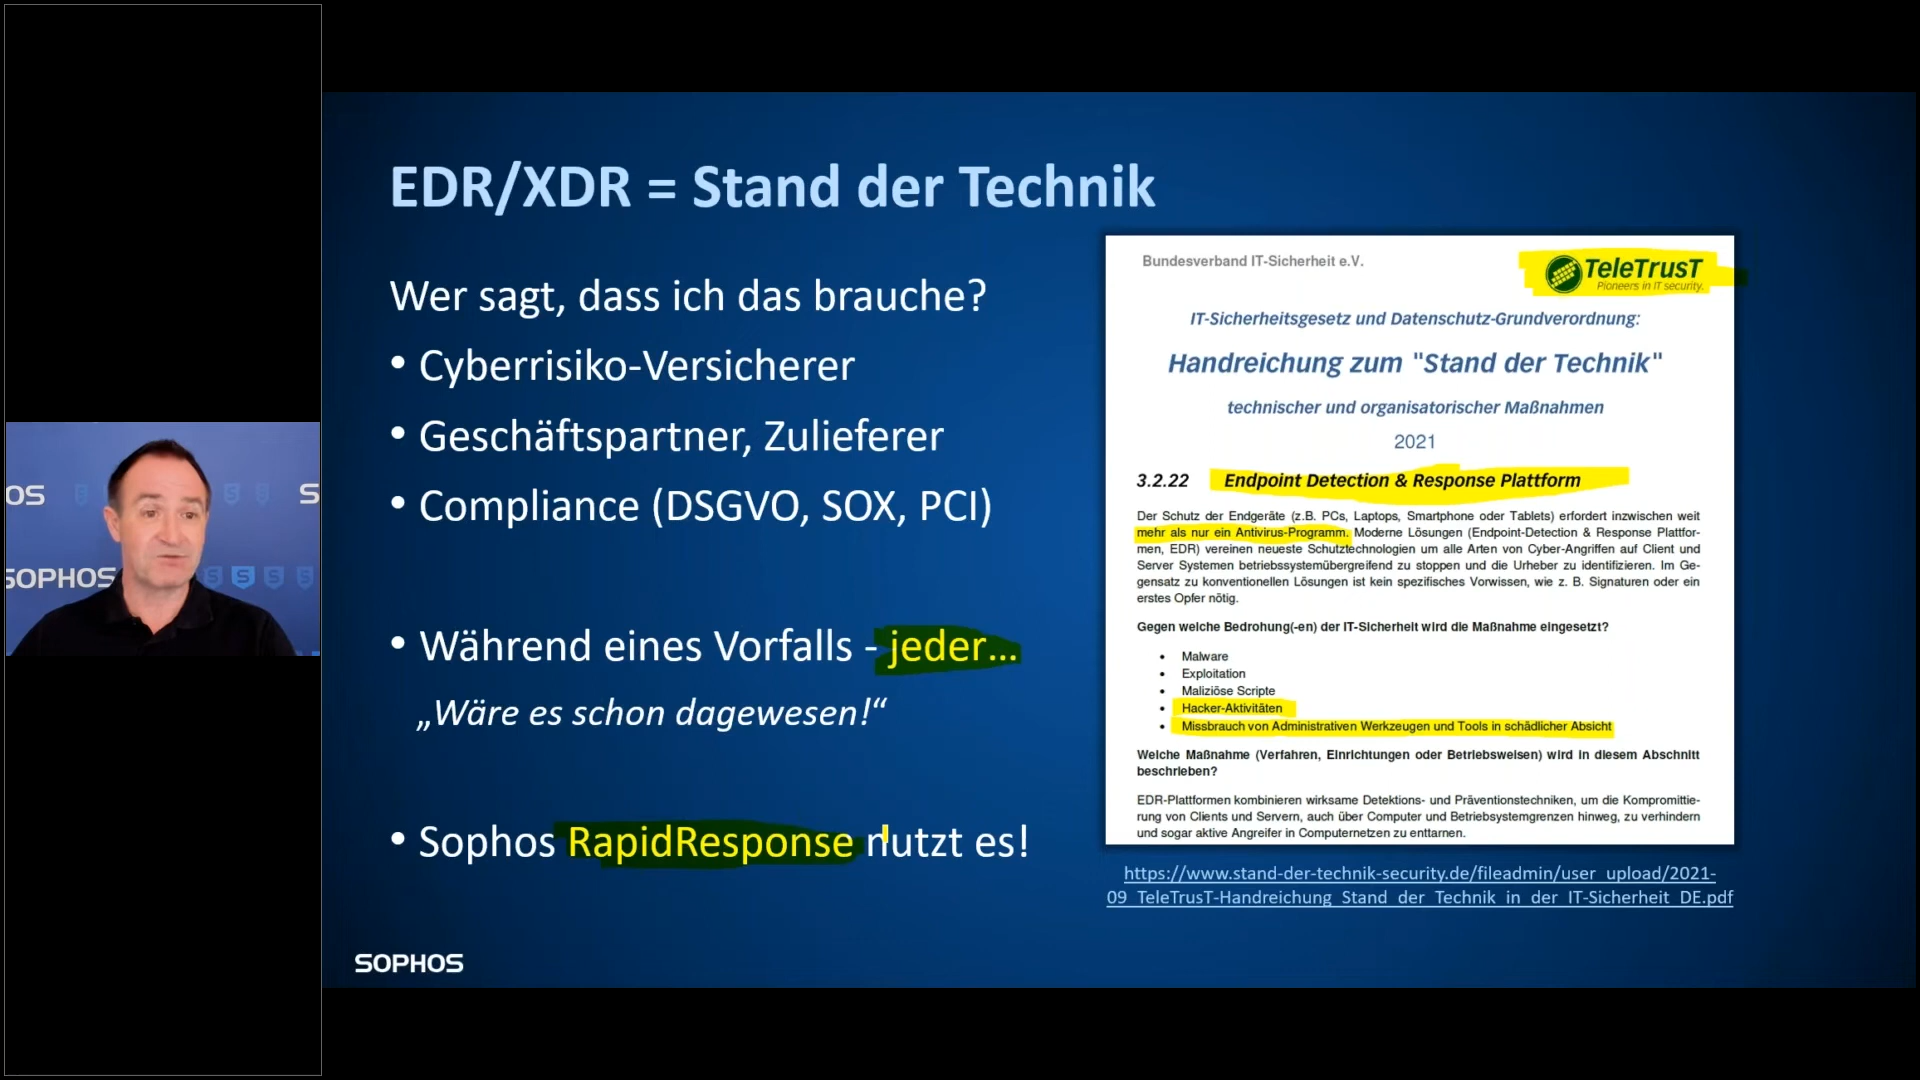 OS
S
SOPHOS
EDR/XDR = Stand der Technik
Wer sagt, dass ich das brauche?
• Cyberrisiko-Versicherer
• Geschäftspartner, Zulieferer
• Compliance (DSGVO, SOX, PCI)
• Während eines Vorfalls - jeder...
„Wäre es schon dagewesen!“
• Sophos RapidResponse nutzt es!
SOPHOS
Bundesverband IT-Sicherheit e.V.
TeleTrusT
Pioneers in IT security.
IT-Sicherheitsgesetz und Datenschutz-Grundverordnung:
Handreichung zum "Stand der Technik"
technischer und organisatorischer Maßnahmen
2021
3.2.22 Endpoint Detection & Response Plattform
Der Schutz der Endgeräte (z.B. PCs, Laptops, Smartphone oder Tablets) erfordert inzwischen weit
mehr als nur ein Antivirus-Programm. Moderne Lösungen (Endpoint-Detection & Response Plattfor-
men, EDR) vereinen neueste Schutztechnologien um alle Arten von Cyber-Angriffen auf Client und
Server Systemen betriebssystemübergreifend zu stoppen und die Urheber zu identifizieren. Im Ge-
gensatz zu konventionellen Lösungen ist kein spezifisches Vorwissen, wie z. B. Signaturen oder ein
erstes Opfer nötig.
Gegen welche Bedrohung(-en) der IT-Sicherheit wird die Maßnahme eingesetzt?
• Malware
• Exploitation
• Maliziöse Scripte
• Hacker-Aktivitäten
• Missbrauch von Administrativen Werkzeugen und Tools in schädlicher Absicht
Welche Maßnahme (Verfahren, Einrichtungen oder Betriebsweisen) wird in diesem Abschnitt
beschrieben?
EDR-Plattformen kombinieren wirksame Detektions- und Präventionstechniken, um die Kompromittie-
rung von Clients und Servern, auch über Computer und Betriebsystemgrenzen hinweg, zu verhindern
und sogar aktive Angreifer in Computernetzen zu enttarnen.
https://www.stand-der-technik-security.de/fileadmin/user_upload/2021-
09_TeleTrusT-Handreichung_Stand_der_Technik_in_der_IT-Sicherheit_DE.pdf